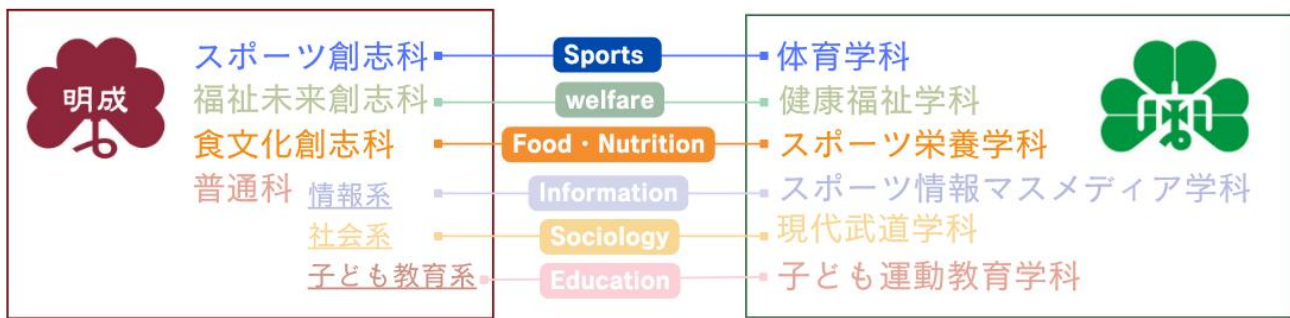 明成
スポーツ創志科 Sports 体育学科
福祉未来創志科 welfare 健康福祉学科
食文化創志科 Food・Nutrition スポーツ栄養学科
普通科 情報系 Information スポーツ情報マスメディア学科
社会系 Sociology 現代武道学科
子ども教育系 Education 子ども運動教育学科